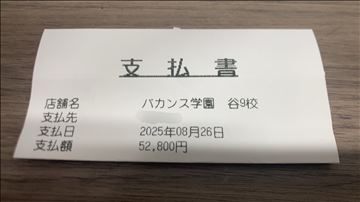 支払書
店舗名 バカンス学園 谷9校
支払先
支払日 2025年08月26日
支払額 52,800円